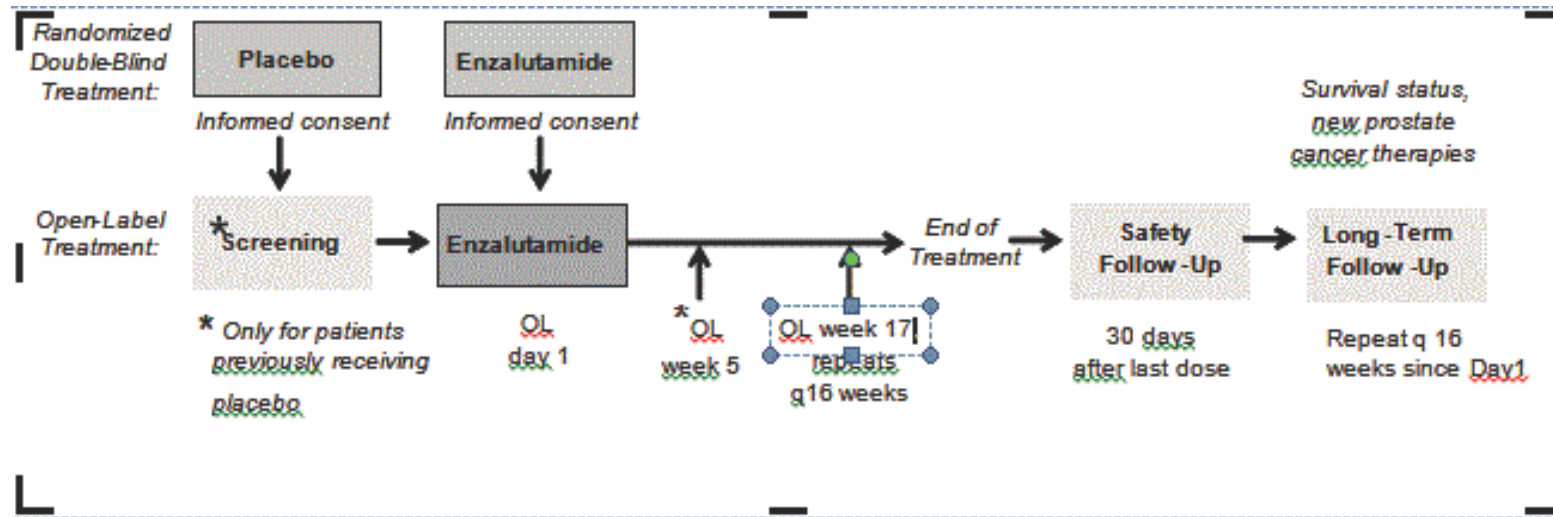 Randomized
Double-Blind
Treatment:
Placebo
Enzalutamide
Informed consent
Informed consent
Survival status,
new prostate
cancer therapies
Open-Label
Treatment:
*Screening
Enzalutamide
End of
Treatment
Safety
Follow -Up
Long -Term
Follow -Up
* Only for patients
previously receiving
placebo
OL
day 1
*OL
week 5
OL week 17
repeats
q16 weeks
30 days
after last dose
Repeat q 16
weeks since Day1